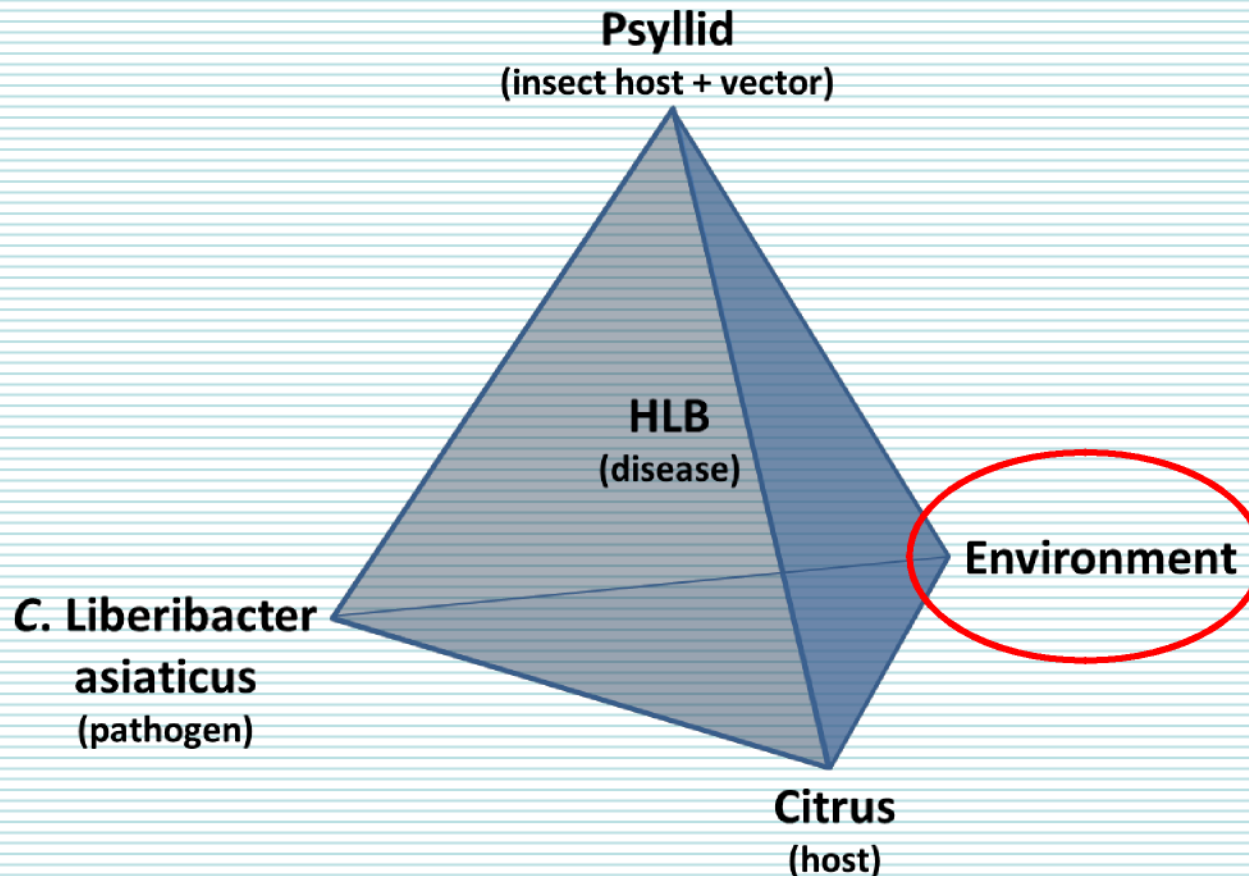 Psyllid
(insect host + vector)
HLB
(disease)
Environment
C. Liberibacter
asiaticus
(pathogen)
Citrus
(host)